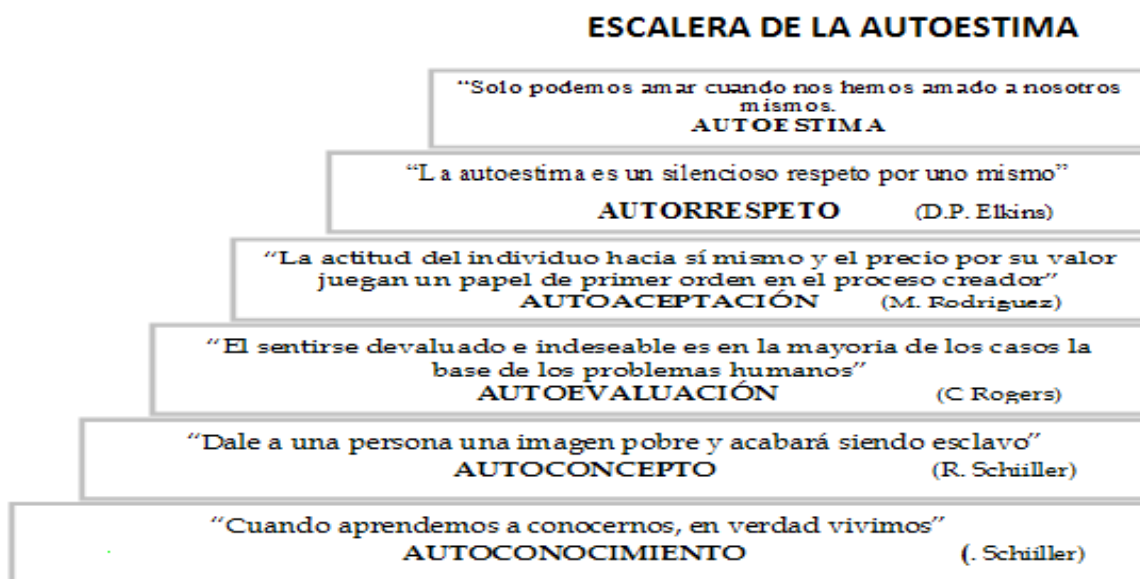 ESCALERA DE LA AUTOESTIMA
“Solo podemos amar cuando nos hemos amado a nosotros
mismos.
AUTOESTIMA
“La autoestima es un silencioso respeto por uno mismo”
AUTORRESPETO (D.P. Elkins)
“La actitud del individuo hacia sí mismo y el precio por su valor
juegan un papel de primer orden en el proceso creador”
AUTOACEPTACIÓN (M. Rodriguez)
“El sentirse devaluado e indeseable es en la mayoria de los casos la
base de los problemas humanos”
AUTOEVALUACIÓN (C Rogers)
“Dale a una persona una imagen pobre y acabará siendo esclavo”
AUTOCONCEPTO (R. Schiiller)
“Cuando aprendemos a conocernos, en verdad vivimos”
AUTOCONOCIMIENTO (. Schiiller)